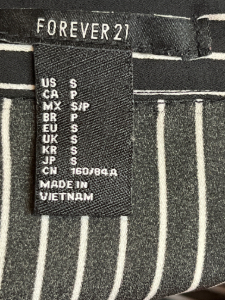 FOREVER 21
US S
CA P
MX S/P
BR P
EU S
UK S
KR S
JP S
CN 160/84A
MADE IN
VIETNAM